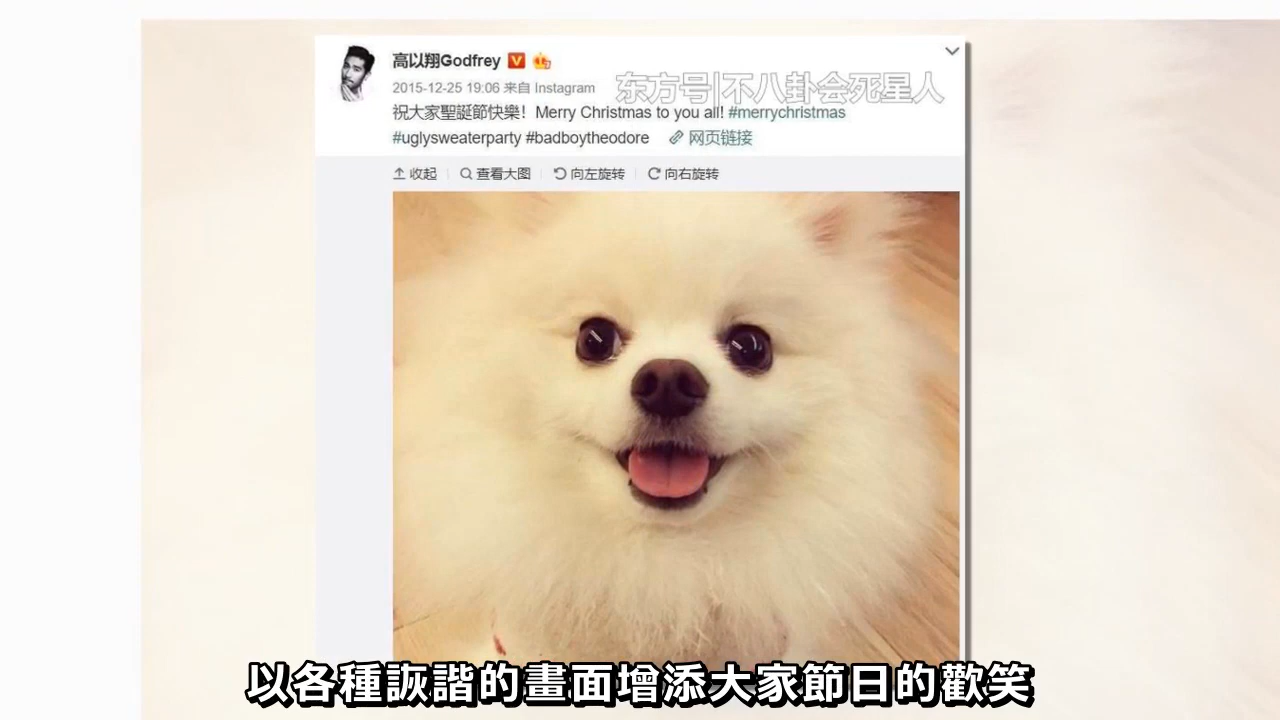 高以翔Godfrey
2015-12-25 19:06 来自 Instagram
东方号|不八卦会死星人
祝大家聖誕節快樂！Merry Christmas to you all! #merrychristmas
#uglysweaterparty #badboytheodore 网页链接
收起 查看大图 向左旋转 向右旋转
以各種詼諧的畫面增添大家節日的歡笑